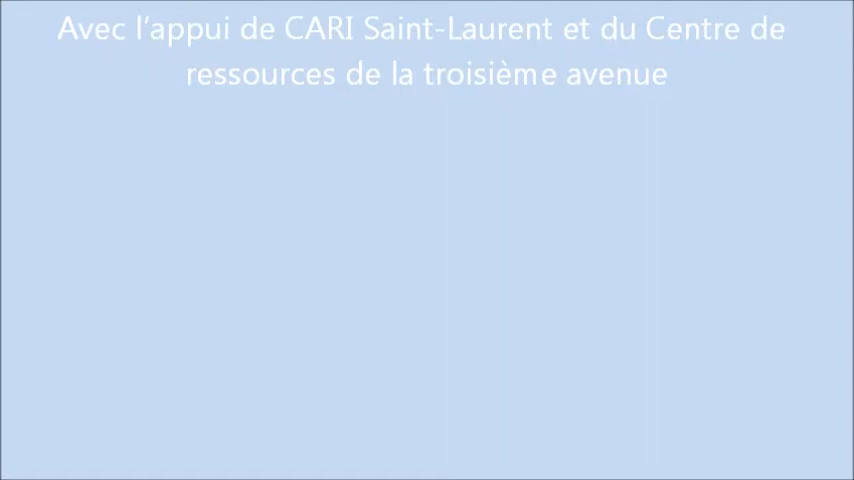 Avec l'appui de CARI Saint-Laurent et du Centre de
ressources de la troisième avenue